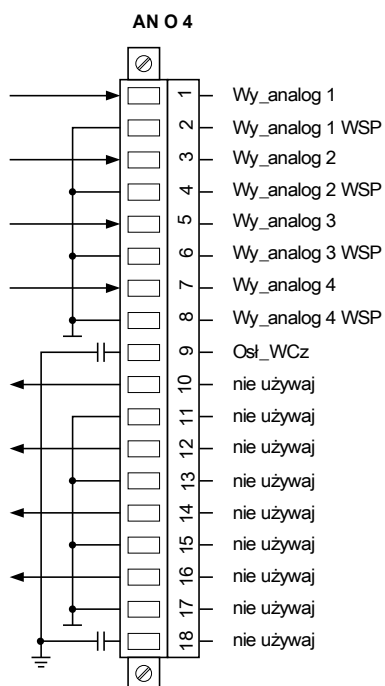 AN O 4
1 Wy_analog 1
2 Wy_analog 1 WSP
3 Wy_analog 2
4 Wy_analog 2 WSP
5 Wy_analog 3
6 Wy_analog 3 WSP
7 Wy_analog 4
8 Wy_analog 4 WSP
9 Osł_WCz
10 nie używaj
11 nie używaj
12 nie używaj
13 nie używaj
14 nie używaj
15 nie używaj
16 nie używaj
17 nie używaj
18 nie używaj